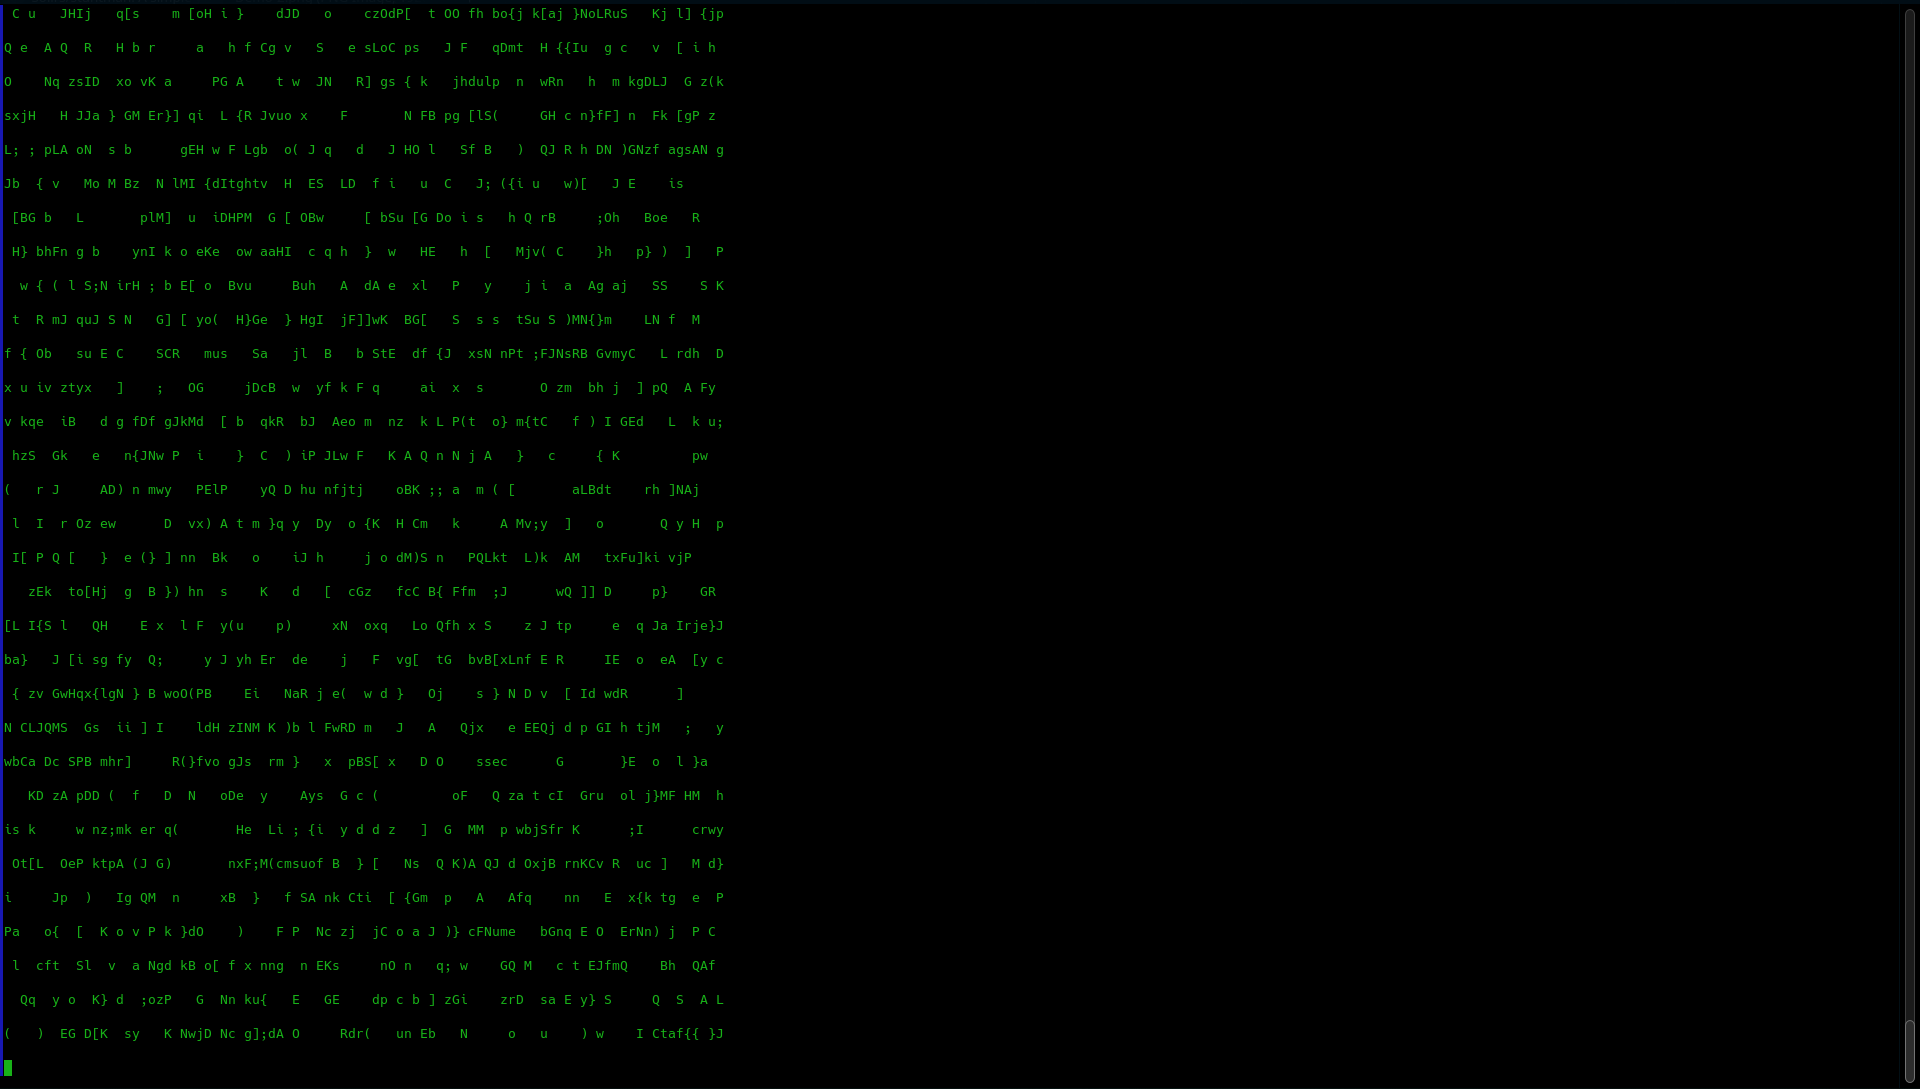 C u   JHIj   q[s    m [oH i }    dJD   o    czOdP[  t OO fh bo{j k[aj }NoLRuS   Kj l] {jp
Q e  A Q  R   H b r     a   h f Cg v   S   e sLoC ps   J F   qDmt  H {{Iu  g c   v  [ i h
O    Nq zsID  xo vK a     PG A    t w  JN   R] gs { k   jhdulp  n  wRn   h  m kgDLJ  G z(k
sxjH   H JJa } GM Er}] qi  L {R Jvuo x    F       N FB pg [lS(     GH c n}fF] n  Fk [gP z
L; ; pLA oN  s b      gEH w F Lgb  o( J q   d   J HO l   Sf B   )  QJ R h DN )GNzf agsAN g
Jb  { v   Mo M Bz  N lMI {dItghtv  H  ES  LD  f i   u  C   J; ({i u   w)[   J E    is
 [BG b   L       plM]  u  iDHPM  G [ OBw     [ bSu [G Do i s   h Q rB     ;Oh   Boe   R
 H} bhFn g b    ynI k o eKe  ow aaHI  c q h  }  w   HE   h  [   Mjv( C    }h   p} )  ]   P
  w { ( l S;N irH ; b E[ o  Bvu     Buh   A  dA e  xl   P   y    j i  a  Ag aj   SS    S K
 t  R mJ quJ S N   G] [ yo(  H}Ge  } HgI  jF]]wK  BG[   S  s s  tSu S )MN{}m    LN f  M
f { Ob   su E C    SCR   mus   Sa   jl  B   b StE  df {J  xsN nPt ;FJNsRB GvmyC   L rdh  D
x u iv ztyx   ]    ;   OG     jDcB  w  yf k F q     ai  x  s       O zm  bh j  ] pQ  A Fy
v kqe  iB   d g fDf gJkMd  [ b  qkR  bJ  Aeo m  nz  k L P(t  o} m{tC   f ) I GEd   L  k u;
 hzS  Gk   e   n{JNw P  i    }  C  ) iP JLw F   K A Q n N j A   }   c     { K         pw
(   r J     AD) n mwy   PElP    yQ D hu nfjtj    oBK ;; a  m ( [       aLBdt    rh ]NAj
 l  I  r Oz ew      D  vx) A t m }q y  Dy  o {K  H Cm   k     A Mv;y  ]   o       Q y H  p
 I[ P Q [   }  e (} ] nn  Bk   o    iJ h     j o dM)S n   PQLkt  L)k  AM   txFu]ki vjP
   zEk  to[Hj  g  B }) hn  s    K   d   [  cGz   fcC B{ Ffm  ;J      wQ ]] D     p}    GR
[L I{S l   QH    E x  l F  y(u    p)     xN  oxq   Lo Qfh x S    z J tp     e  q Ja Irje}J
ba}   J [i sg fy  Q;     y J yh Er  de    j   F  vg[  tG  bvB[xLnf E R     IE  o  eA  [y c
 { zv GwHqx{lgN } B woO(PB    Ei   NaR j e(  w d }   Oj    s } N D v  [ Id wdR      ]
N CLJQMS  Gs  ii ] I    ldH zINM K )b l FwRD m   J   A   Qjx   e EEQj d p GI h tjM   ;   y
wbCa Dc SPB mhr]     R(}fvo gJs  rm }   x  pBS[ x   D O    ssec      G       }E  o  l }a
   KD zA pDD (  f   D  N   oDe  y    Ays  G c (         oF   Q za t cI  Gru  ol j}MF HM  h
is k     w nz;mk er q(       He  Li ; {i  y d d z   ]  G  MM  p wbjSfr K      ;I      crwy
 Ot[L  OeP ktpA (J G)       nxF;M(cmsuof B  } [   Ns  Q K)A QJ d OxjB rnKCv R  uc ]   M d}
i     Jp  )   Ig QM  n     xB  }   f SA nk Cti  [ {Gm  p   A   Afq    nn   E  x{k tg  e  P
Pa   o{  [  K o v P k }dO    )    F P  Nc zj  jC o a J )} cFNume   bGnq E O  ErNn) j  P C
 l  cft  Sl  v  a Ngd kB o[ f x nng  n EKs     nO n   q; w    GQ M   c t EJfmQ    Bh  QAf
  Qq  y o  K} d  ;ozP   G  Nn ku{   E   GE    dp c b ] zGi    zrD  sa E y} S     Q  S  A L
(   )  EG D[K  sy   K NwjD Nc g];dA O     Rdr(   un Eb   N     o   u    ) w    I Ctaf{{ }J